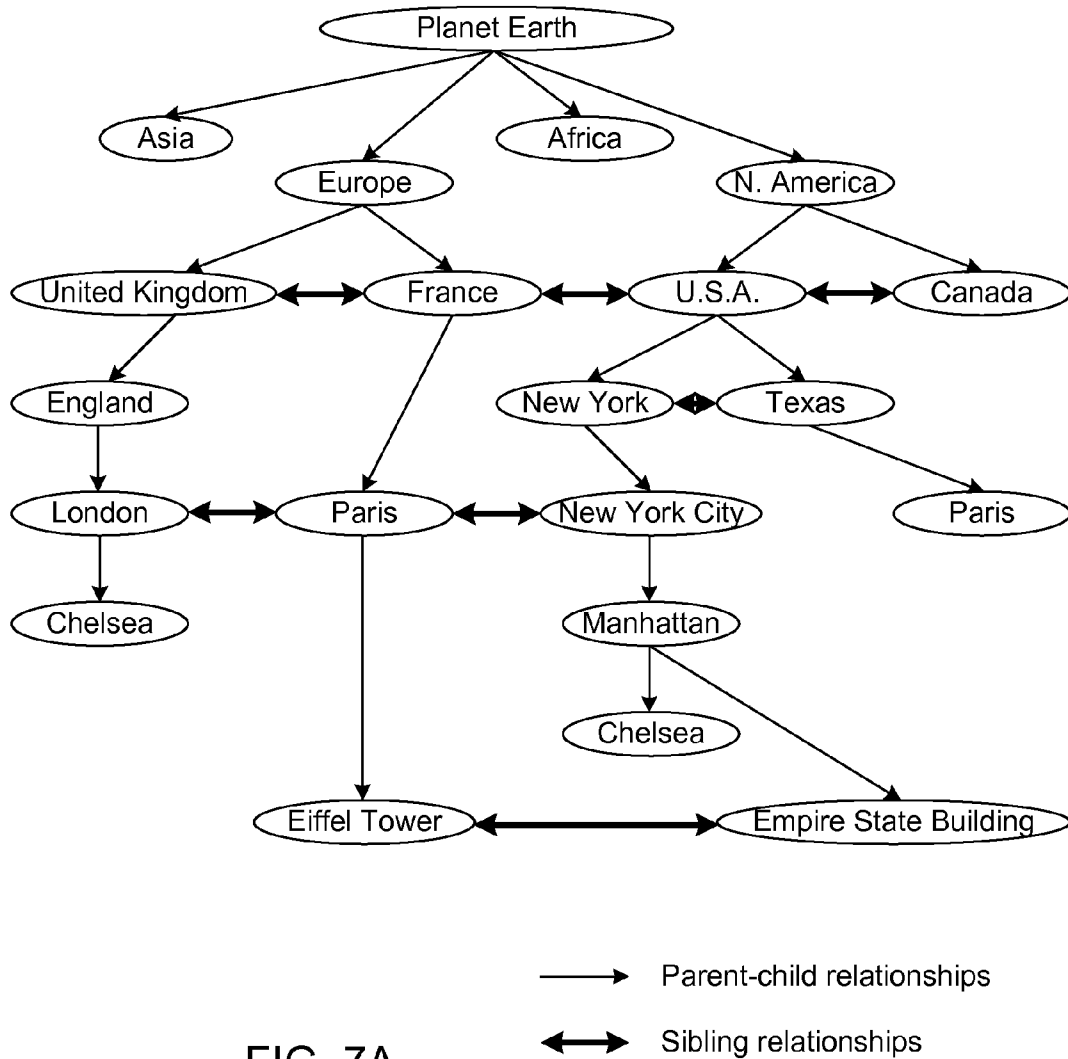 Planet Earth
Asia
Africa
Europe
N. America
United Kingdom
France
U.S.A.
Canada
England
New York
Texas
London
Paris
New York City
Paris
Chelsea
Manhattan
Chelsea
Eiffel Tower
Empire State Building
Parent-child relationships
Sibling relationships
FIG. 7A